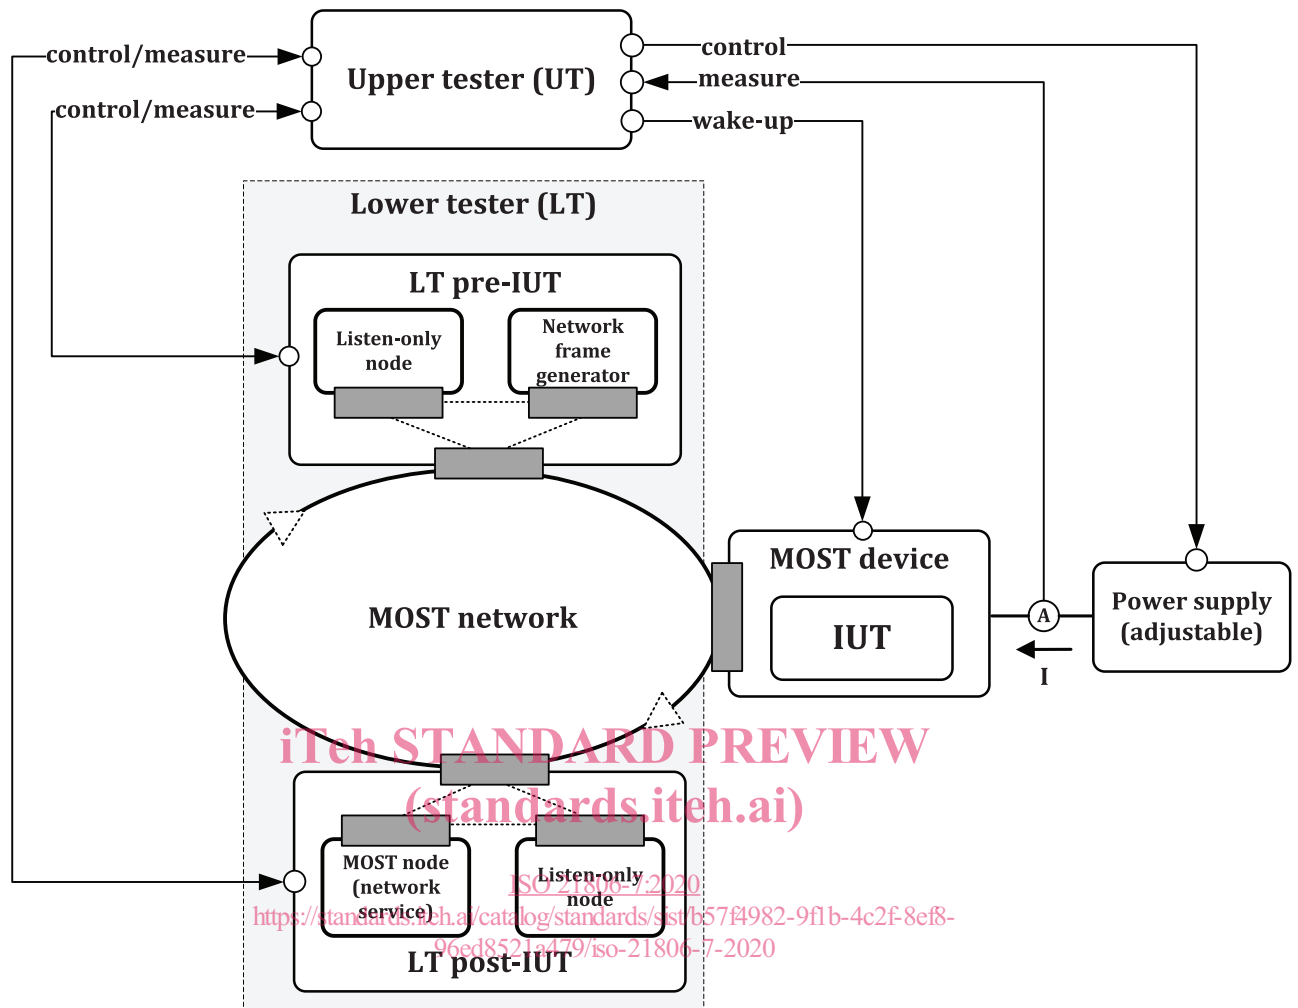 control/measure
control/measure
Upper tester (UT)
control
measure
wake-up
Lower tester (LT)
LT pre-IUT
Listen-only
node
Network
frame
generator
MOST network
MOST device
IUT
A
I
Power supply
(adjustable)
iTeh STANDARD PREVIEW
(standards.iteh.ai)
MOST node
(network
service)
Listen-only
node
ISO 21806-7:2020
https://standards.iteh.ai/catalog/standards/sist/b57f4982-9f1b-4c2f-8ef8-
96ed8521a479/iso-21806-7-2020
LT post-IUT